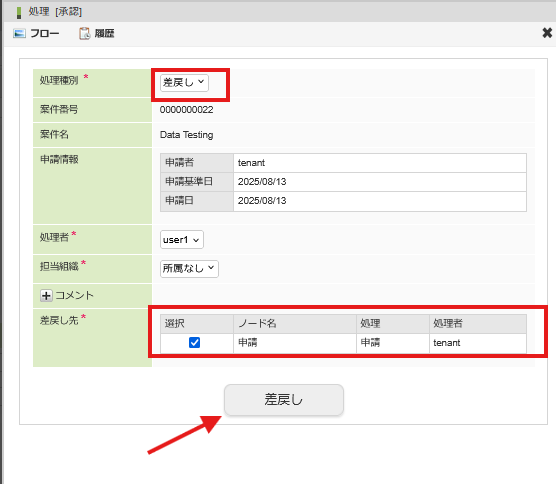 処理 [承認]
フロー 履歴
処理種別 * 差戻し
案件番号 0000000022
案件名 Data Testing
申請情報 申請者 tenant
申請基準日 2025/08/13
申請日 2025/08/13
処理者 * user1
担当組織 * 所属なし
コメント
差戻し先 * 選択 ノード名 処理 処理者
申請 申請 tenant
差戻し